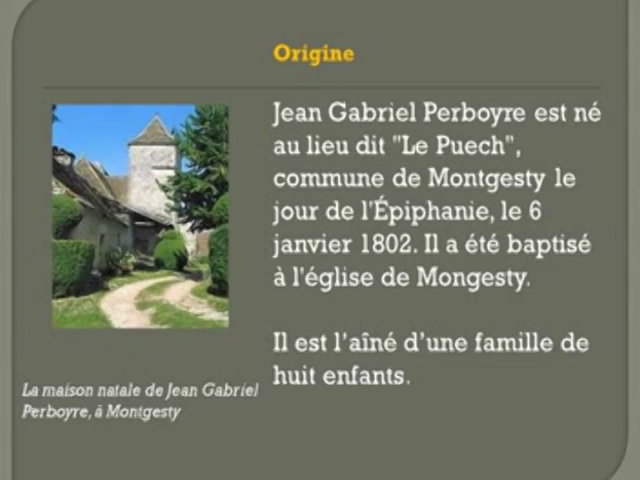 Origine
Jean Gabriel Perboyre est né
au lieu dit "Le Puech",
commune de Montgesty le
jour de l'Épiphanie, le 6
janvier 1802. Il a été baptisé
à l'église de Mongesty.
Il est l’aîné d’une famille de
huit enfants.
La maison natale de Jean Gabriel
Perboyre, à Montgesty